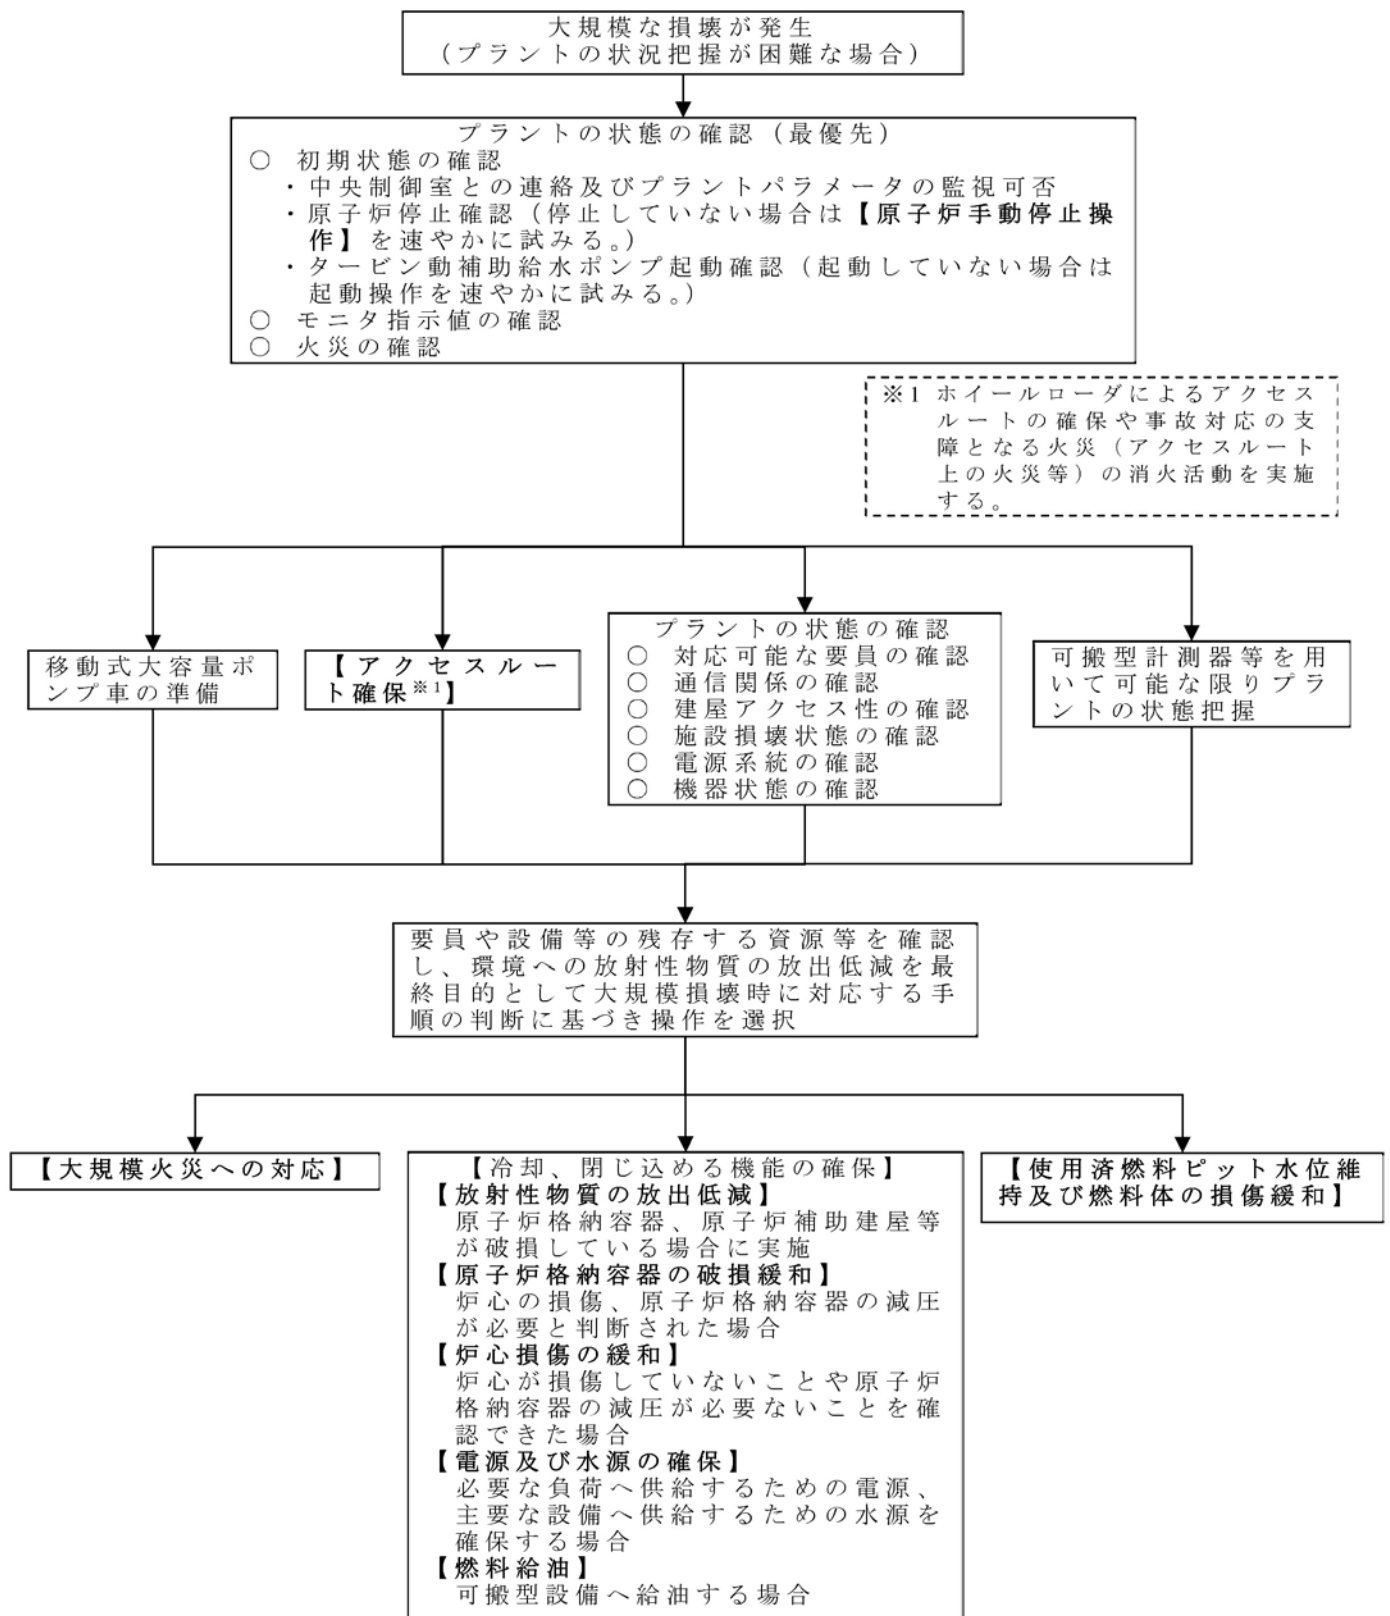 大規模な損壊が発生
（プラントの状況把握が困難な場合）
プラントの状態の確認（最優先）
○ 初期状態の確認
・中央制御室との連絡及びプラントパラメータの監視可否
・原子炉停止確認（停止していない場合は【原子炉手動停止操
作】を速やかに試みる。）
・タービン動補助給水ポンプ起動確認（起動していない場合は
起動操作を速やかに試みる。）
○ モニタ指示値の確認
○ 火災の確認
※1 ホイールローダによるアクセス
ルートの確保や事故対応の支
障となる火災（アクセスルート
上の火災等）の消火活動を実施
する。
移動式大容量ポ
ンプ車の準備
【アクセスルー
ト確保※1】
プラントの状態の確認
○ 対応可能な要員の確認
○ 通信関係の確認
○ 建屋アクセス性の確認
○ 施設損壊状態の確認
○ 電源系統の確認
○ 機器状態の確認
可搬型計測器等を用
いて可能な限りプラ
ントの状態把握
要員や設備等の残存する資源等を確認
し、環境への放射性物質の放出低減を最
終目的として大規模損壊時に対応する手
順の判断に基づき操作を選択
【大規模火災への対応】
【冷却、閉じ込める機能の確保】
【放射性物質の放出低減】
原子炉格納容器、原子炉補助建屋等
が破損している場合に実施
【原子炉格納容器の破損緩和】
炉心の損傷、原子炉格納容器の減圧
が必要と判断された場合
【炉心損傷の緩和】
炉心が損傷していないことや原子炉
格納容器の減圧が必要ないことを確
認できた場合
【電源及び水源の確保】
必要な負荷へ供給するための電源、
主要な設備へ供給するための水源を
確保する場合
【燃料給油】
可搬型設備へ給油する場合
【使用済燃料ピット水位維
持及び燃料体の損傷緩和】